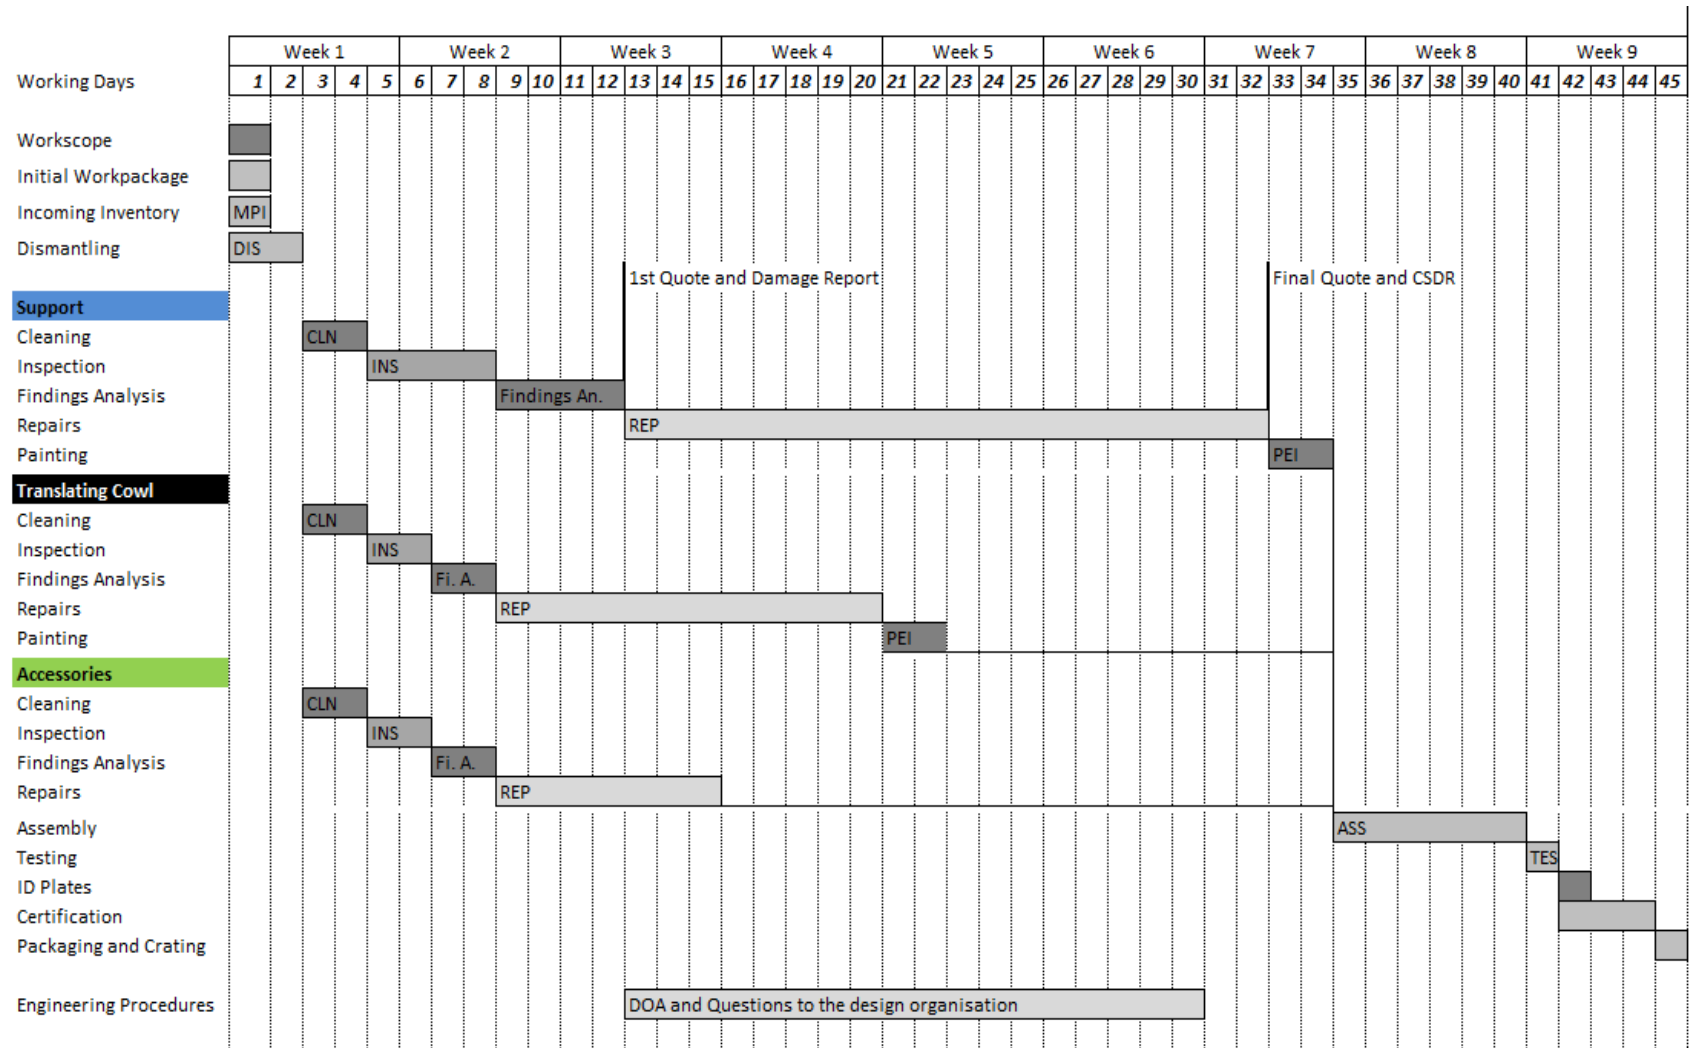 Week 1 Week 2 Week 3 Week 4 Week 5 Week 6 Week 7 Week 8 Week 9
Working Days 1 2 3 4 5 6 7 8 9 10 11 12 13 14 15 16 17 18 19 20 21 22 23 24 25 26 27 28 29 30 31 32 33 34 35 36 37 38 39 40 41 42 43 44 45
Workscope
Initial Workpackage
Incoming Inventory MPI
Dismantling DIS
1st Quote and Damage Report Final Quote and CSDR
Support
Cleaning CLN
Inspection INS
Findings Analysis Findings An.
Repairs REP
Painting PEI
Translating Cowl
Cleaning CLN
Inspection INS
Findings Analysis Fi. A.
Repairs REP
Painting PEI
Accessories
Cleaning CLN
Inspection INS
Findings Analysis Fi. A.
Repairs REP
Assembly ASS
Testing TES
ID Plates
Certification
Packaging and Crating
Engineering Procedures DOA and Questions to the design organisation